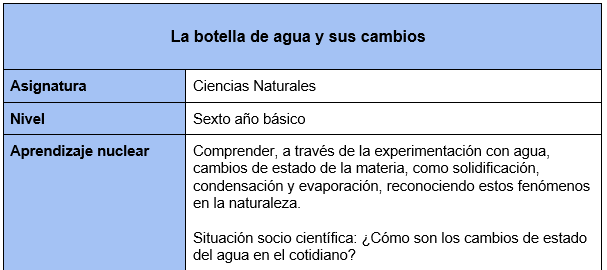 La botella de agua y sus cambios
Asignatura
Ciencias Naturales
Nivel
Sexto año básico
Aprendizaje nuclear
Comprender, a través de la experimentación con agua,
cambios de estado de la materia, como solidificación,
condensación y evaporación, reconociendo estos fenómenos
en la naturaleza.
Situación socio científica: ¿Cómo son los cambios de estado
del agua en el cotidiano?